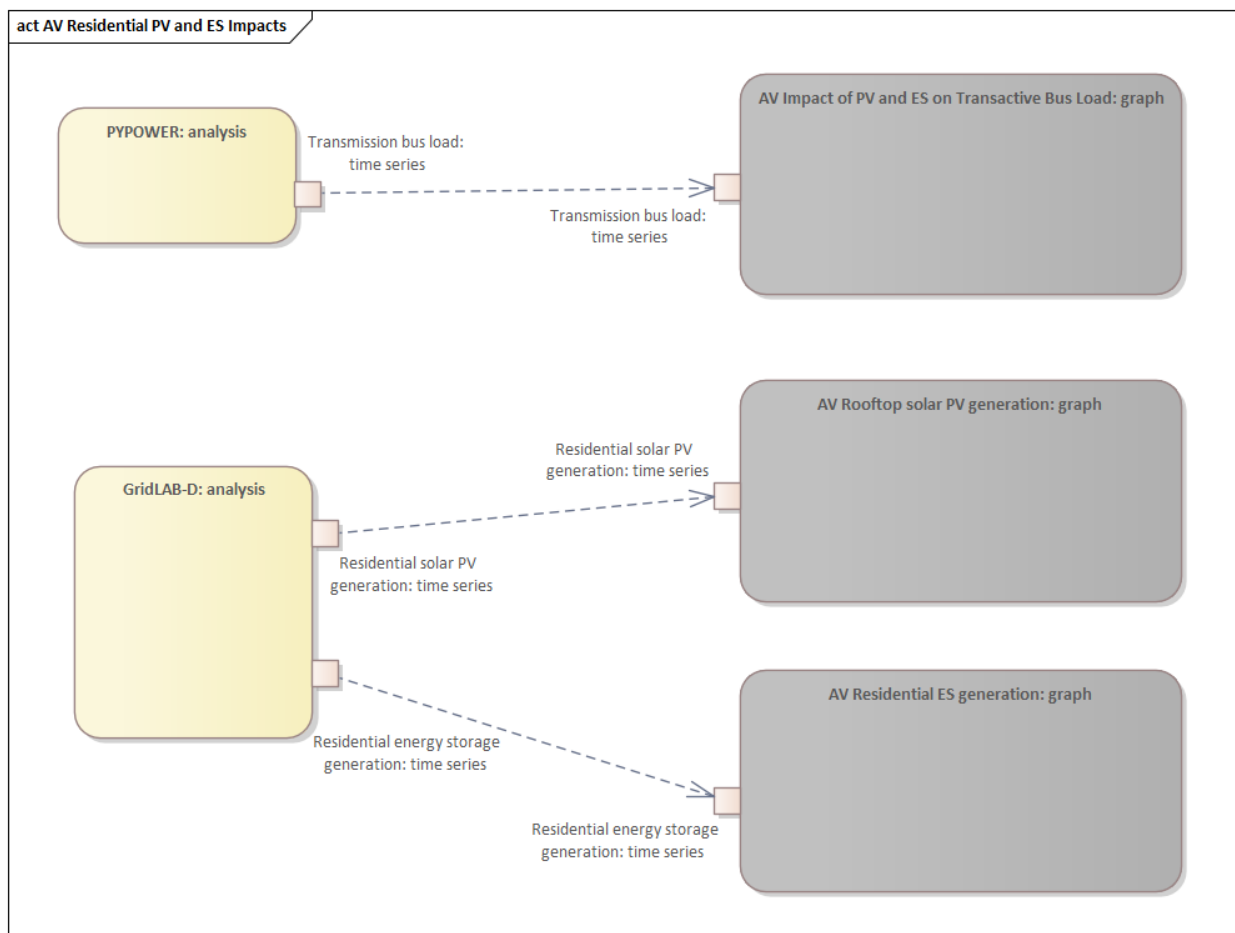 act AV Residential PV and ES Impacts
PYPOWER: analysis
Transmission bus load:
time series
AV Impact of PV and ES on Transactive Bus Load: graph
Transmission bus load:
time series
AV Rooftop solar PV generation: graph
Residential solar PV
generation: time series
GridLAB-D: analysis
Residential solar PV
generation: time series
AV Residential ES generation: graph
Residential energy storage
generation: time series
Residential energy storage
generation: time series